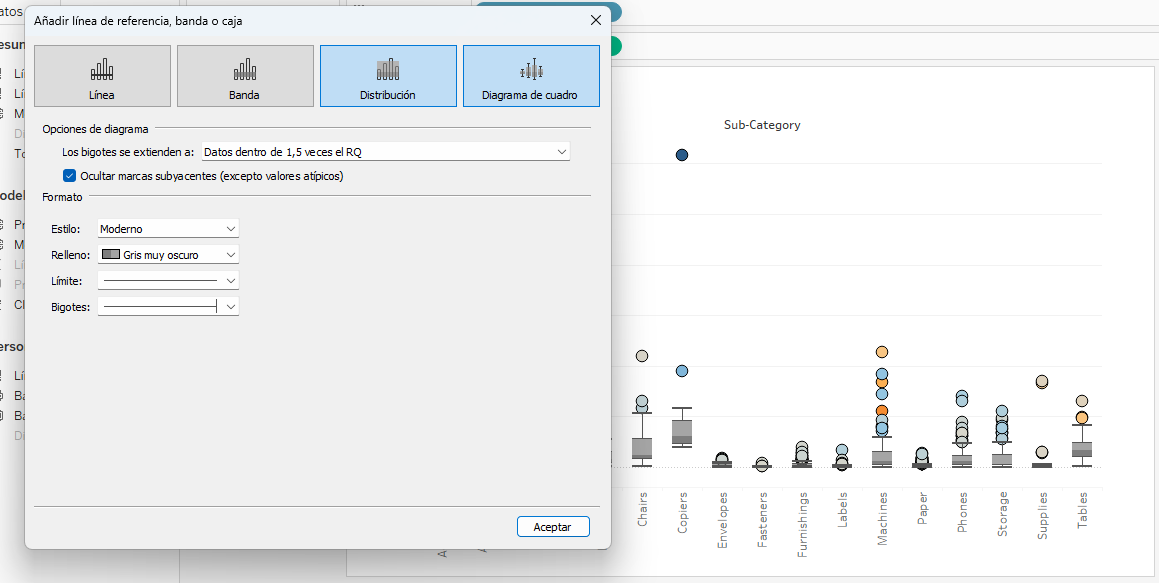 Añadir línea de referencia, banda o caja
Línea
Banda
Distribución
Diagrama de cuadro
Opciones de diagrama
Los bigotes se extienden a: Datos dentro de 1,5 veces el RQ
Ocultar marcas subyacentes (excepto valores atípicos)
Formato
Estilo: Moderno
Relleno: Gris muy oscuro
Límite:
Bigotes:
Aceptar
Sub-Category
Chairs
Copiers
Envelopes
Fasteners
Furnishings
Labels
Machines
Paper
Phones
Storage
Supplies
Tables